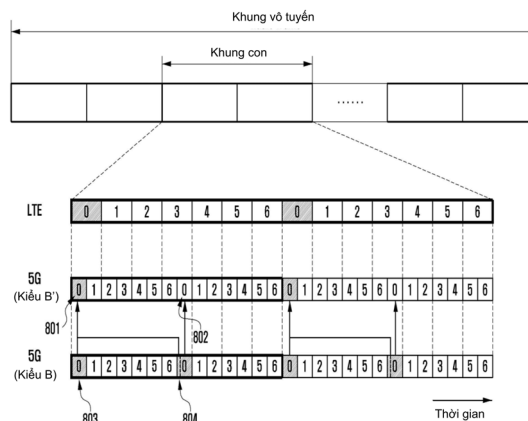 Khung vô tuyến
Khung con
......
LTE 0 1 2 3 4 5 6 0 1 2 3 4 5 6
5G
(Kiểu B') 0 1 2 3 4 5 6 0 1 2 3 4 5 6 0 1 2 3 4 5 6 0 1 2 3 4 5 6
801 802
5G
(Kiểu B) 0 1 2 3 4 5 6 0 1 2 3 4 5 6 0 1 2 3 4 5 6 0 1 2 3 4 5 6
803 804 Thời gian